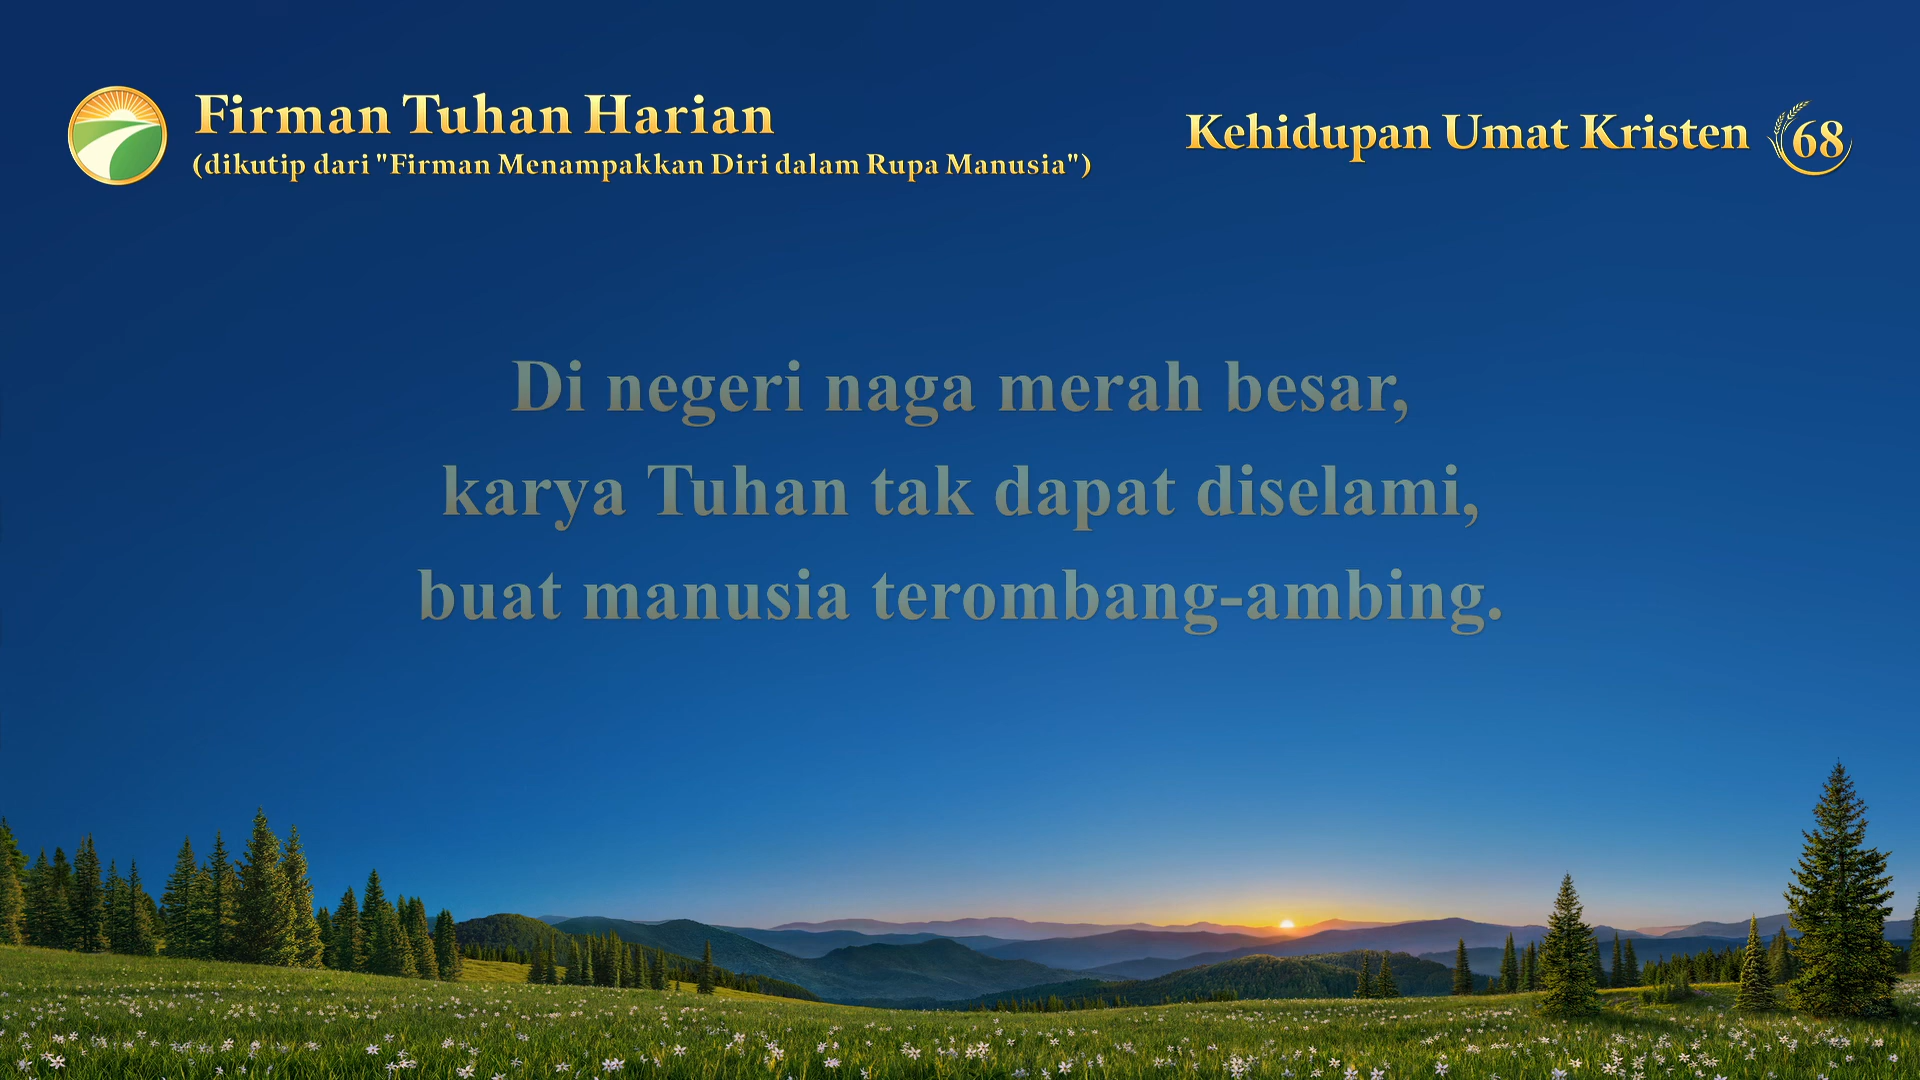 Firman Tuhan Harian
(dikutip dari "Firman Menampakkan Diri dalam Rupa Manusia")
Kehidupan Umat Kristen 68
Di negeri naga merah besar,
karya Tuhan tak dapat diselami,
buat manusia terombang-ambing.